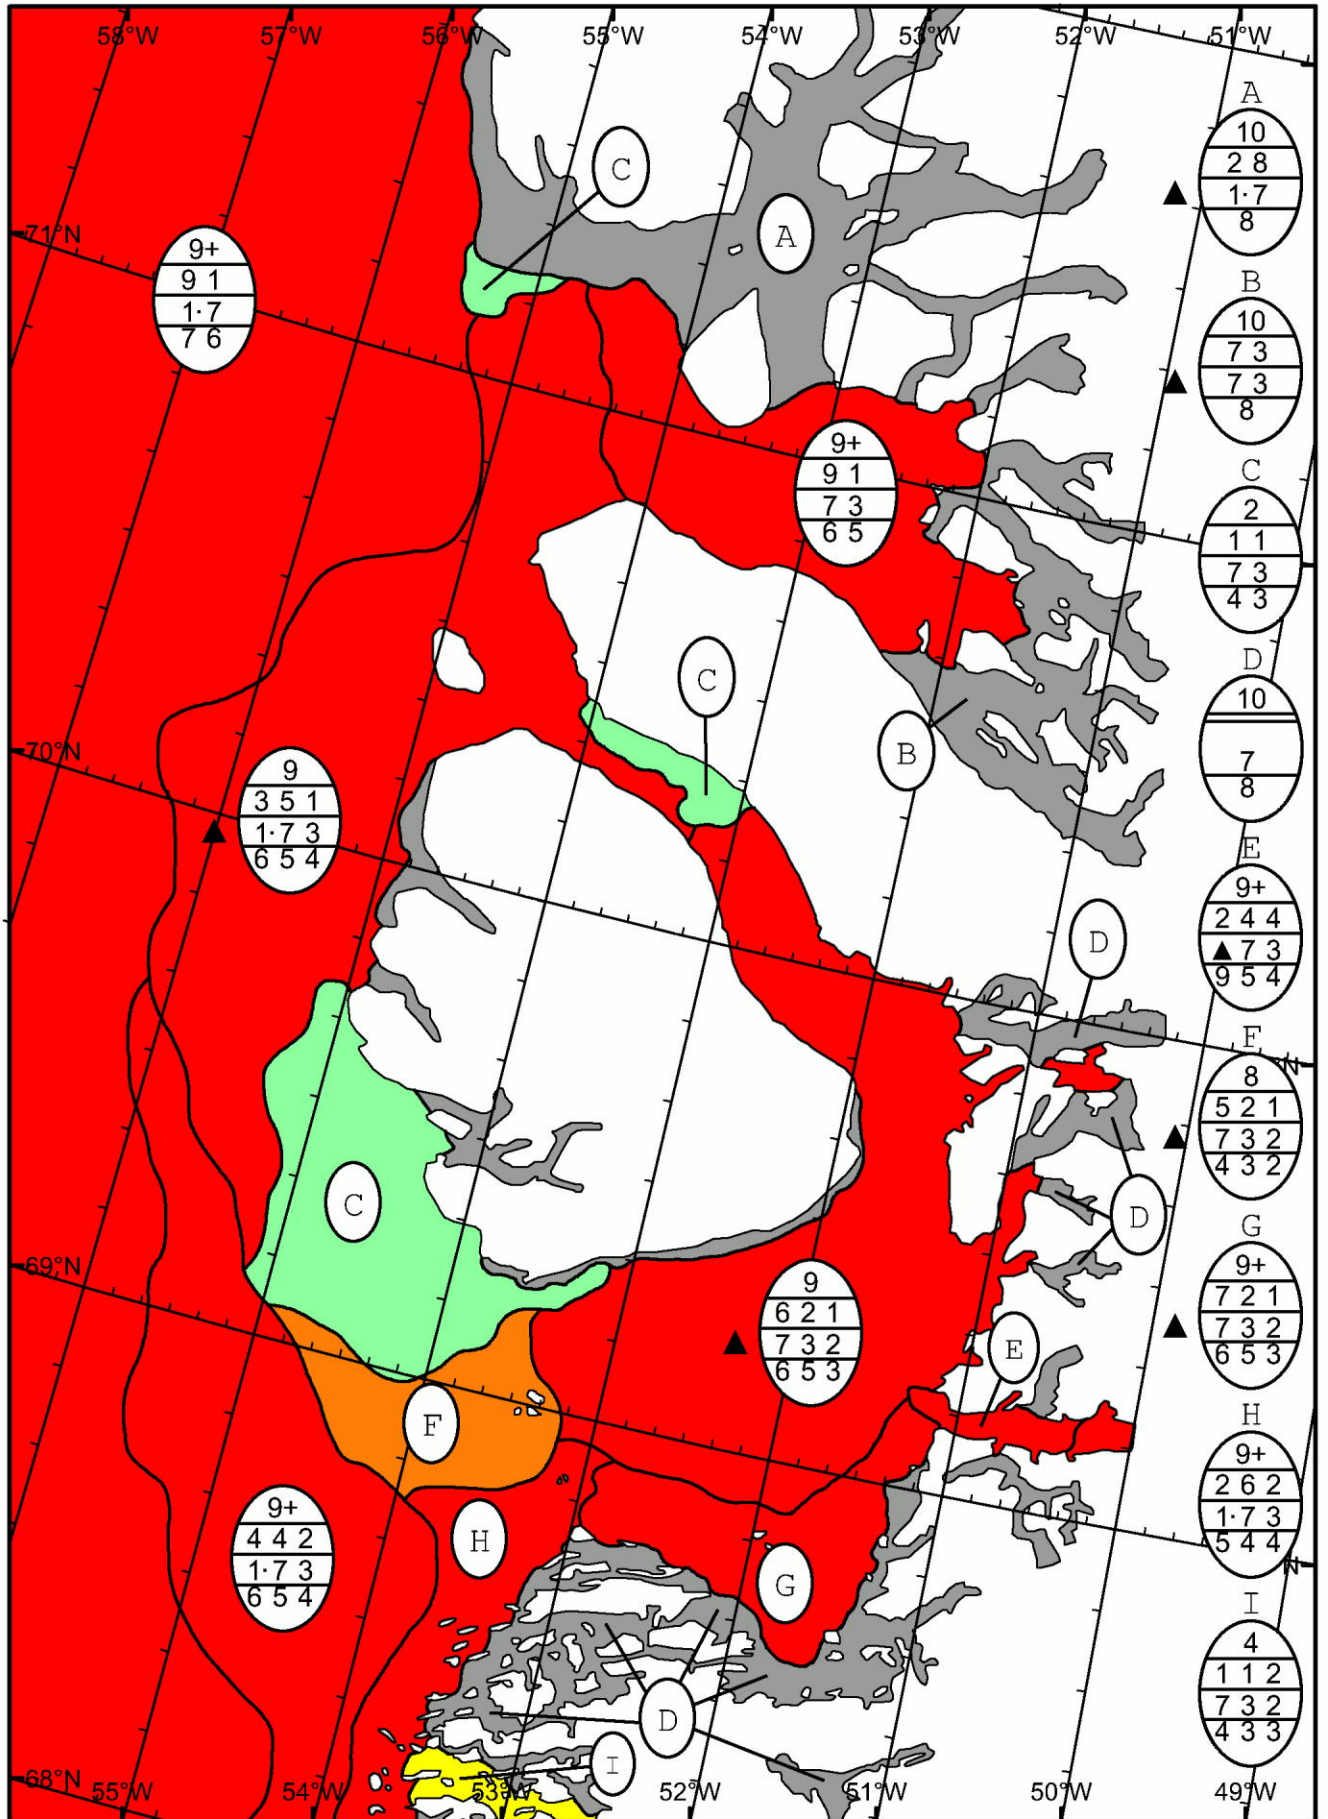 58°W 57°W 56°W 55°W 54°W 53°W 52°W 51°W
A
10
2 8
1· 7
8
C
A
71°N
9+
9 1
1· 7
7 6
B
10
7 3
7 3
8
9+
9 1
7 3
6 5
C
2
1 1
7 3
4 3
C
D
10
7
8
B
70°N
9
3 5 1
1· 7 3
6 5 4
E
9+
2 4 4
▲ 7 3
9 5 4
D
F
N
8
5 2 1
7 3 2
4 3 2
C
D
G
9+
7 2 1
7 3 2
6 5 3
69°N
9
6 2 1
7 3 2
6 5 3
E
F
H
9+
2 6 2
1· 7 3
5 4 4
9+
4 4 2
1· 7 3
6 5 4
H
G
N
I
4
1 1 2
7 3 2
4 3 3
D
I
68°N
55°W 54°W 53°W 52°W 51°W 50°W 49°W